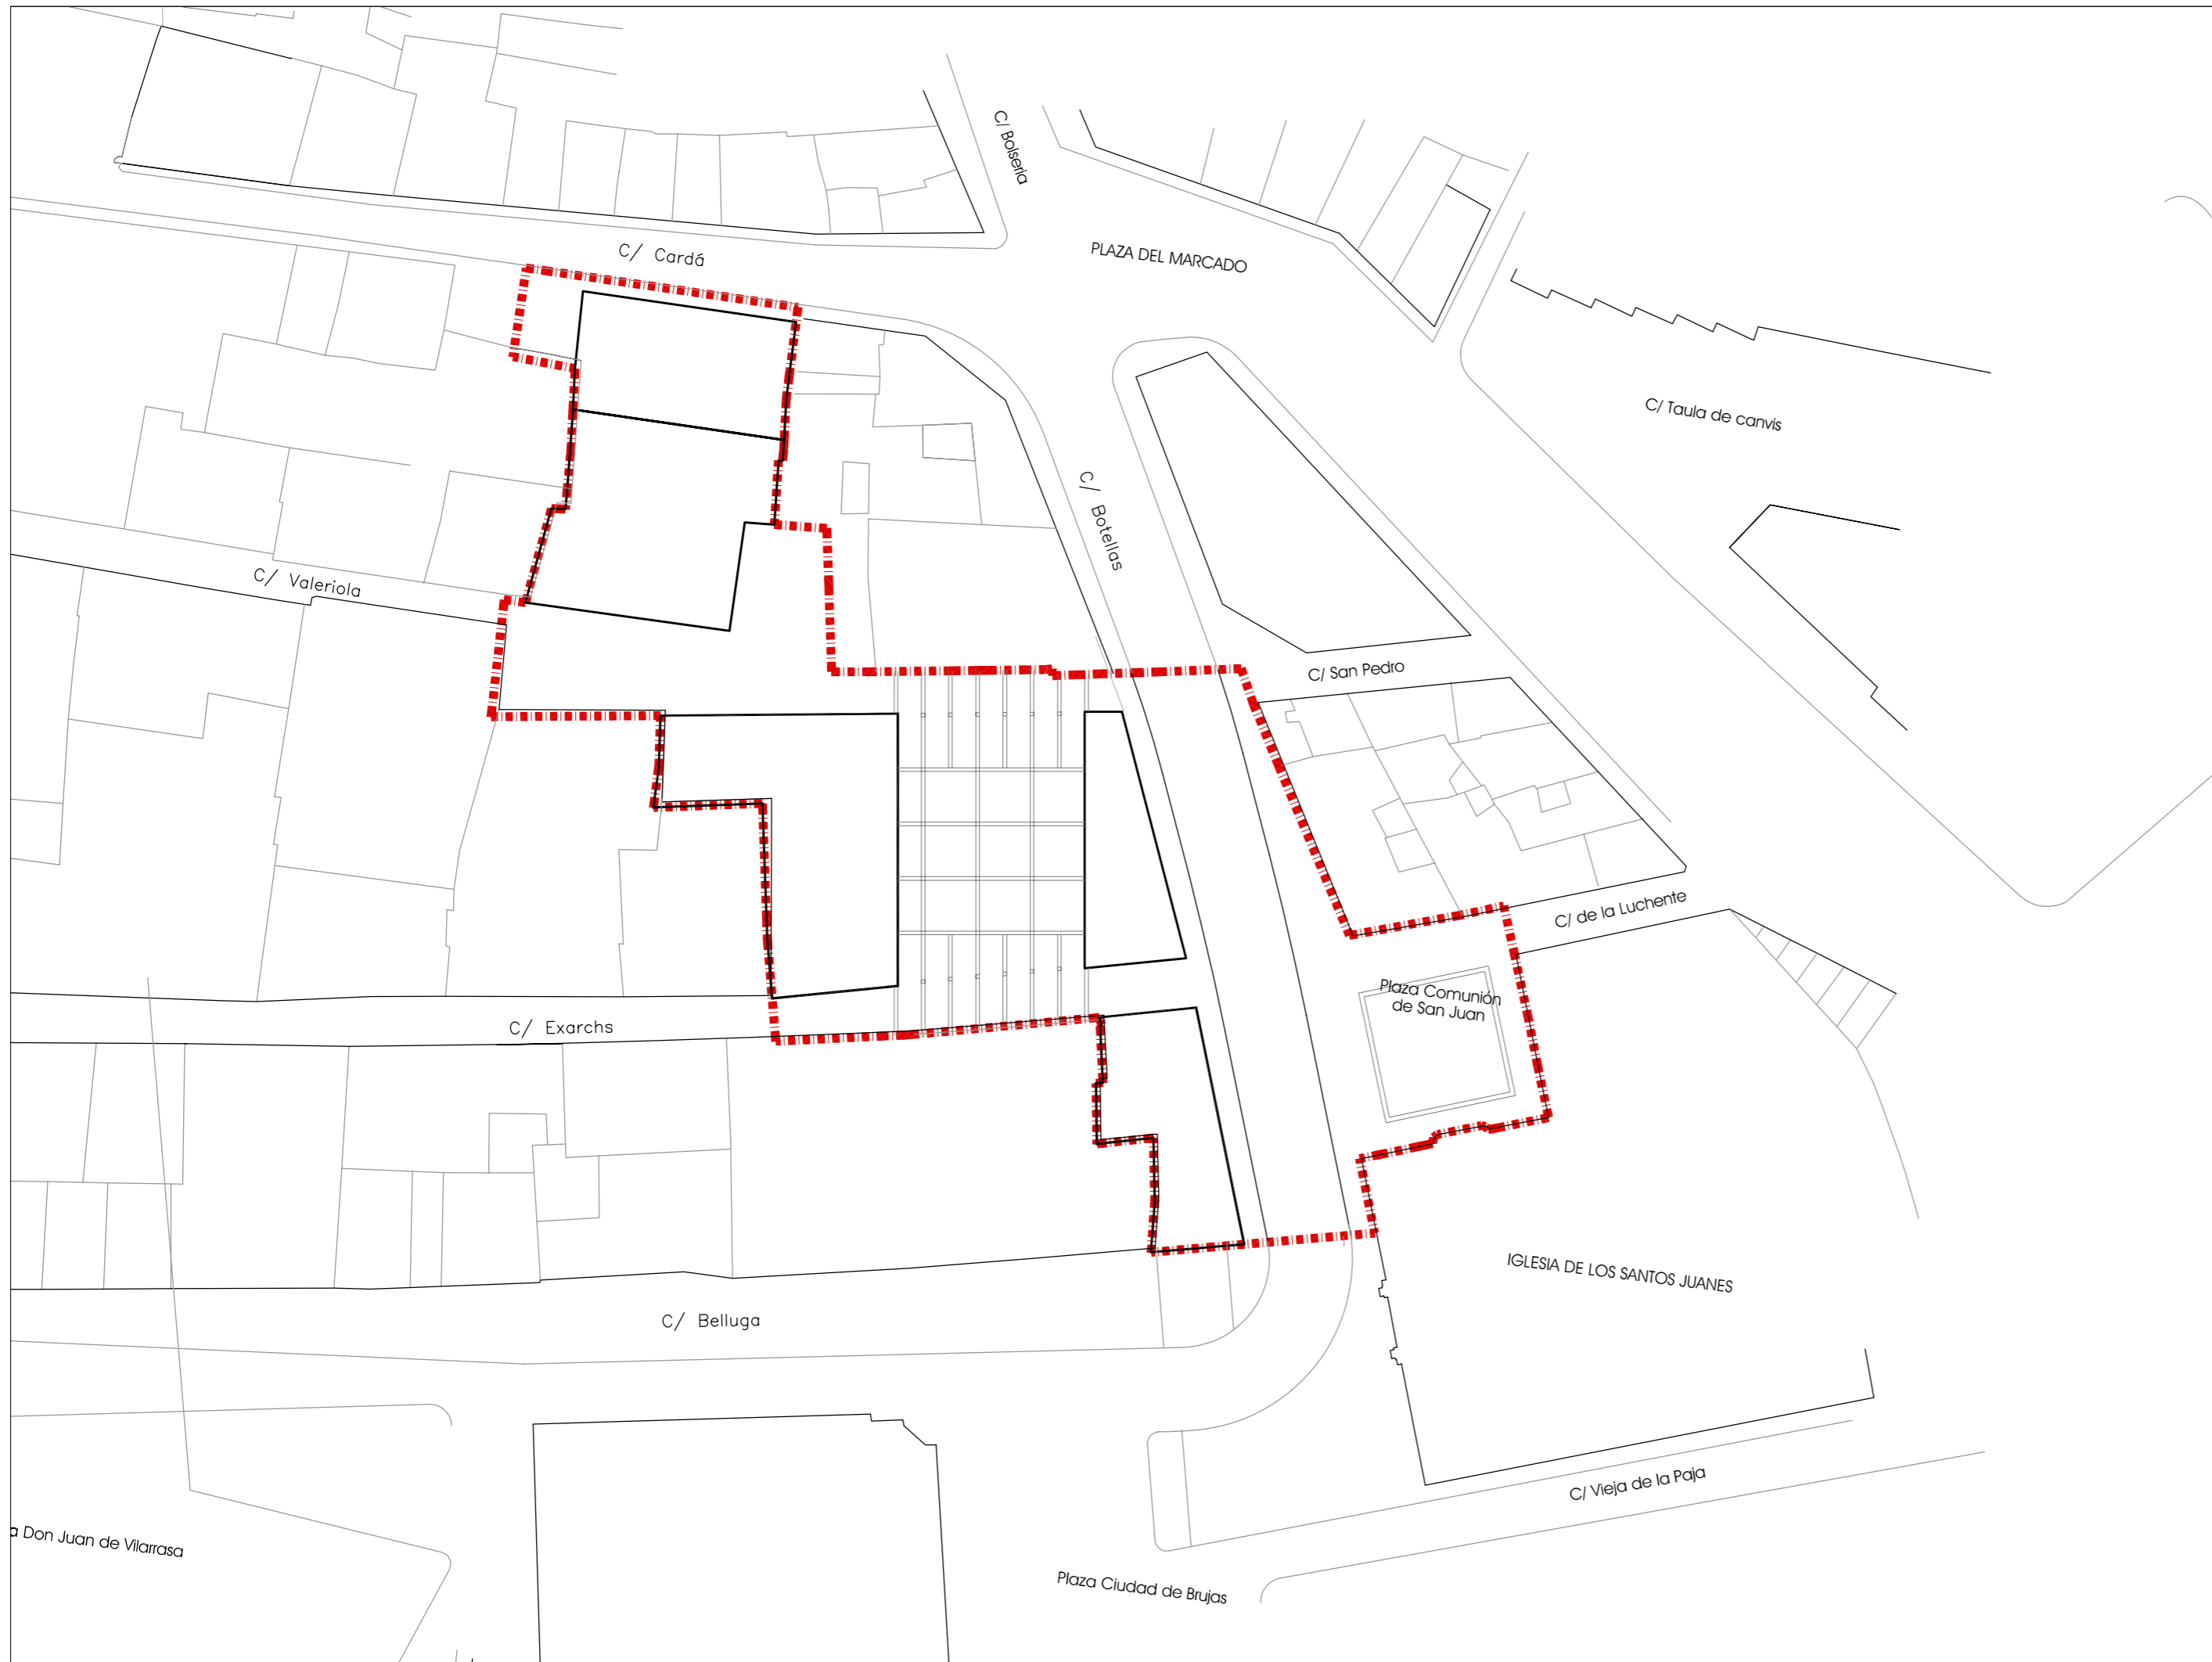 C/ Bolseria
C/ Cardá
PLAZA DEL MARCADO
C/ Taula de canvis
C/ Botellas
C/ Valeriola
C/ San Pedro
C/ de la Luchente
Plaza Comunión
de San Juan
C/ Exarchs
IGLESIA DE LOS SANTOS JUANES
C/ Belluga
C/ Vieja de la Paja
a Don Juan de Vilarrasa
Plaza Ciudad de Brujas